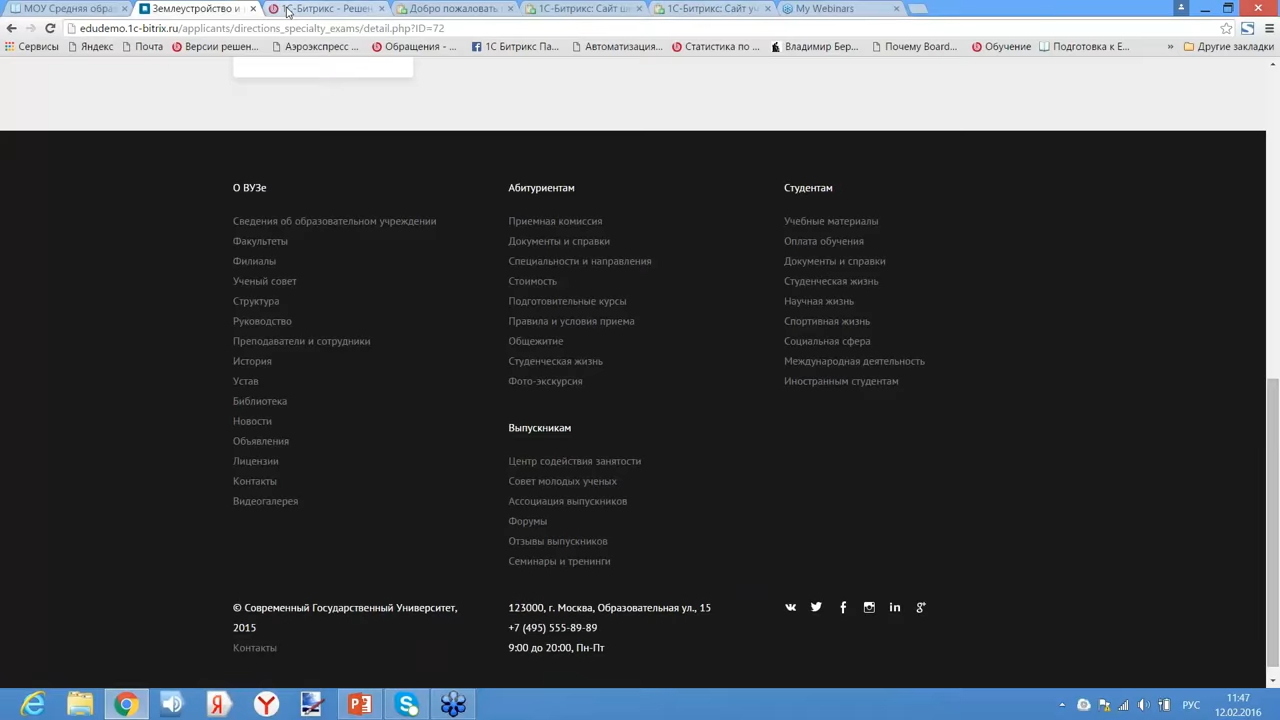 МОУ Средняя обра
Землеустройство и
1С-Битрикс - Решен
Добро пожаловать
1С-Битрикс: Сайт шк
1С-Битрикс: Сайт уч
My Webinars
edudemo.1c-bitrix.ru/applicants/directions_specialty_exams/detail.php?ID=72
Сервисы
Яндекс
Почта
Версии решен...
Аэроэкспресс ...
Обращения - ...
1С Битрикс Па...
Автоматизация...
Статистика по ...
Владимир Бер...
Почему Board...
Обучение
Подготовка к Е...
»
Другие закладки
О ВУЗе
Сведения об образовательном учреждении
Факультеты
Филиалы
Ученый совет
Структура
Руководство
Преподаватели и сотрудники
История
Устав
Библиотека
Новости
Объявления
Лицензии
Контакты
Видеогалерея
Абитуриентам
Приемная комиссия
Документы и справки
Специальности и направления
Стоимость
Подготовительные курсы
Правила и условия приема
Общежитие
Студенческая жизнь
Фото-экскурсия
Выпускникам
Центр содействия занятости
Совет молодых ученых
Ассоциация выпускников
Форумы
Отзывы выпускников
Семинары и тренинги
Студентам
Учебные материалы
Оплата обучения
Документы и справки
Студенческая жизнь
Научная жизнь
Спортивная жизнь
Социальная сфера
Международная деятельность
Иностранным студентам
© Современный Государственный Университет,
2015
Контакты
123000, г. Москва, Образовательная ул., 15
+7 (495) 555-89-89
9:00 до 20:00, Пн-Пт
РУС
11:47
12.02.2016